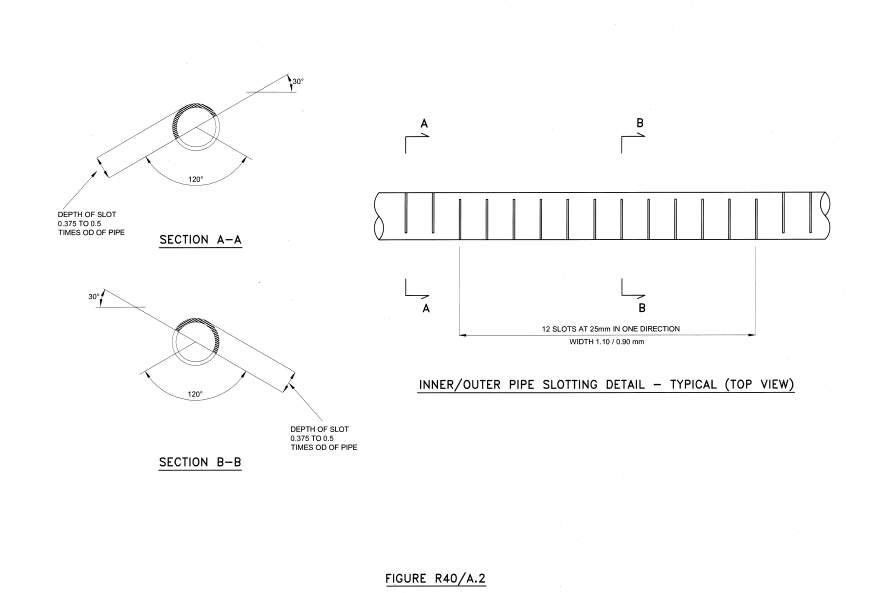 30°
120°
DEPTH OF SLOT
0.375 TO 0.5
TIMES OD OF PIPE
SECTION A-A
30°
120°
DEPTH OF SLOT
0.375 TO 0.5
TIMES OD OF PIPE
SECTION B-B
A
B
A
B
12 SLOTS AT 25mm IN ONE DIRECTION
WIDTH 1.10 / 0.90 mm
INNER/OUTER PIPE SLOTTING DETAIL - TYPICAL (TOP VIEW)
FIGURE R40/A.2